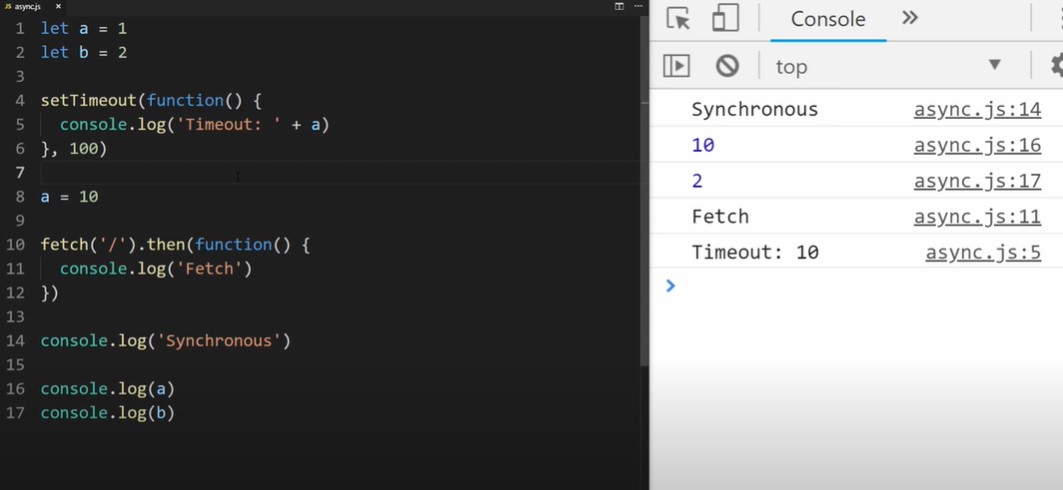 JS async.js ×
1 let a = 1
2 let b = 2
3
4 setTimeout(function() {
5 console.log('Timeout: ' + a)
6 }, 100)
7
8 a = 10
9
10 fetch('/').then(function() {
11 console.log('Fetch')
12 })
13
14 console.log('Synchronous')
15
16 console.log(a)
17 console.log(b)
Console
top
Synchronous async.js:14
10 async.js:16
2 async.js:17
Fetch async.js:11
Timeout: 10 async.js:5